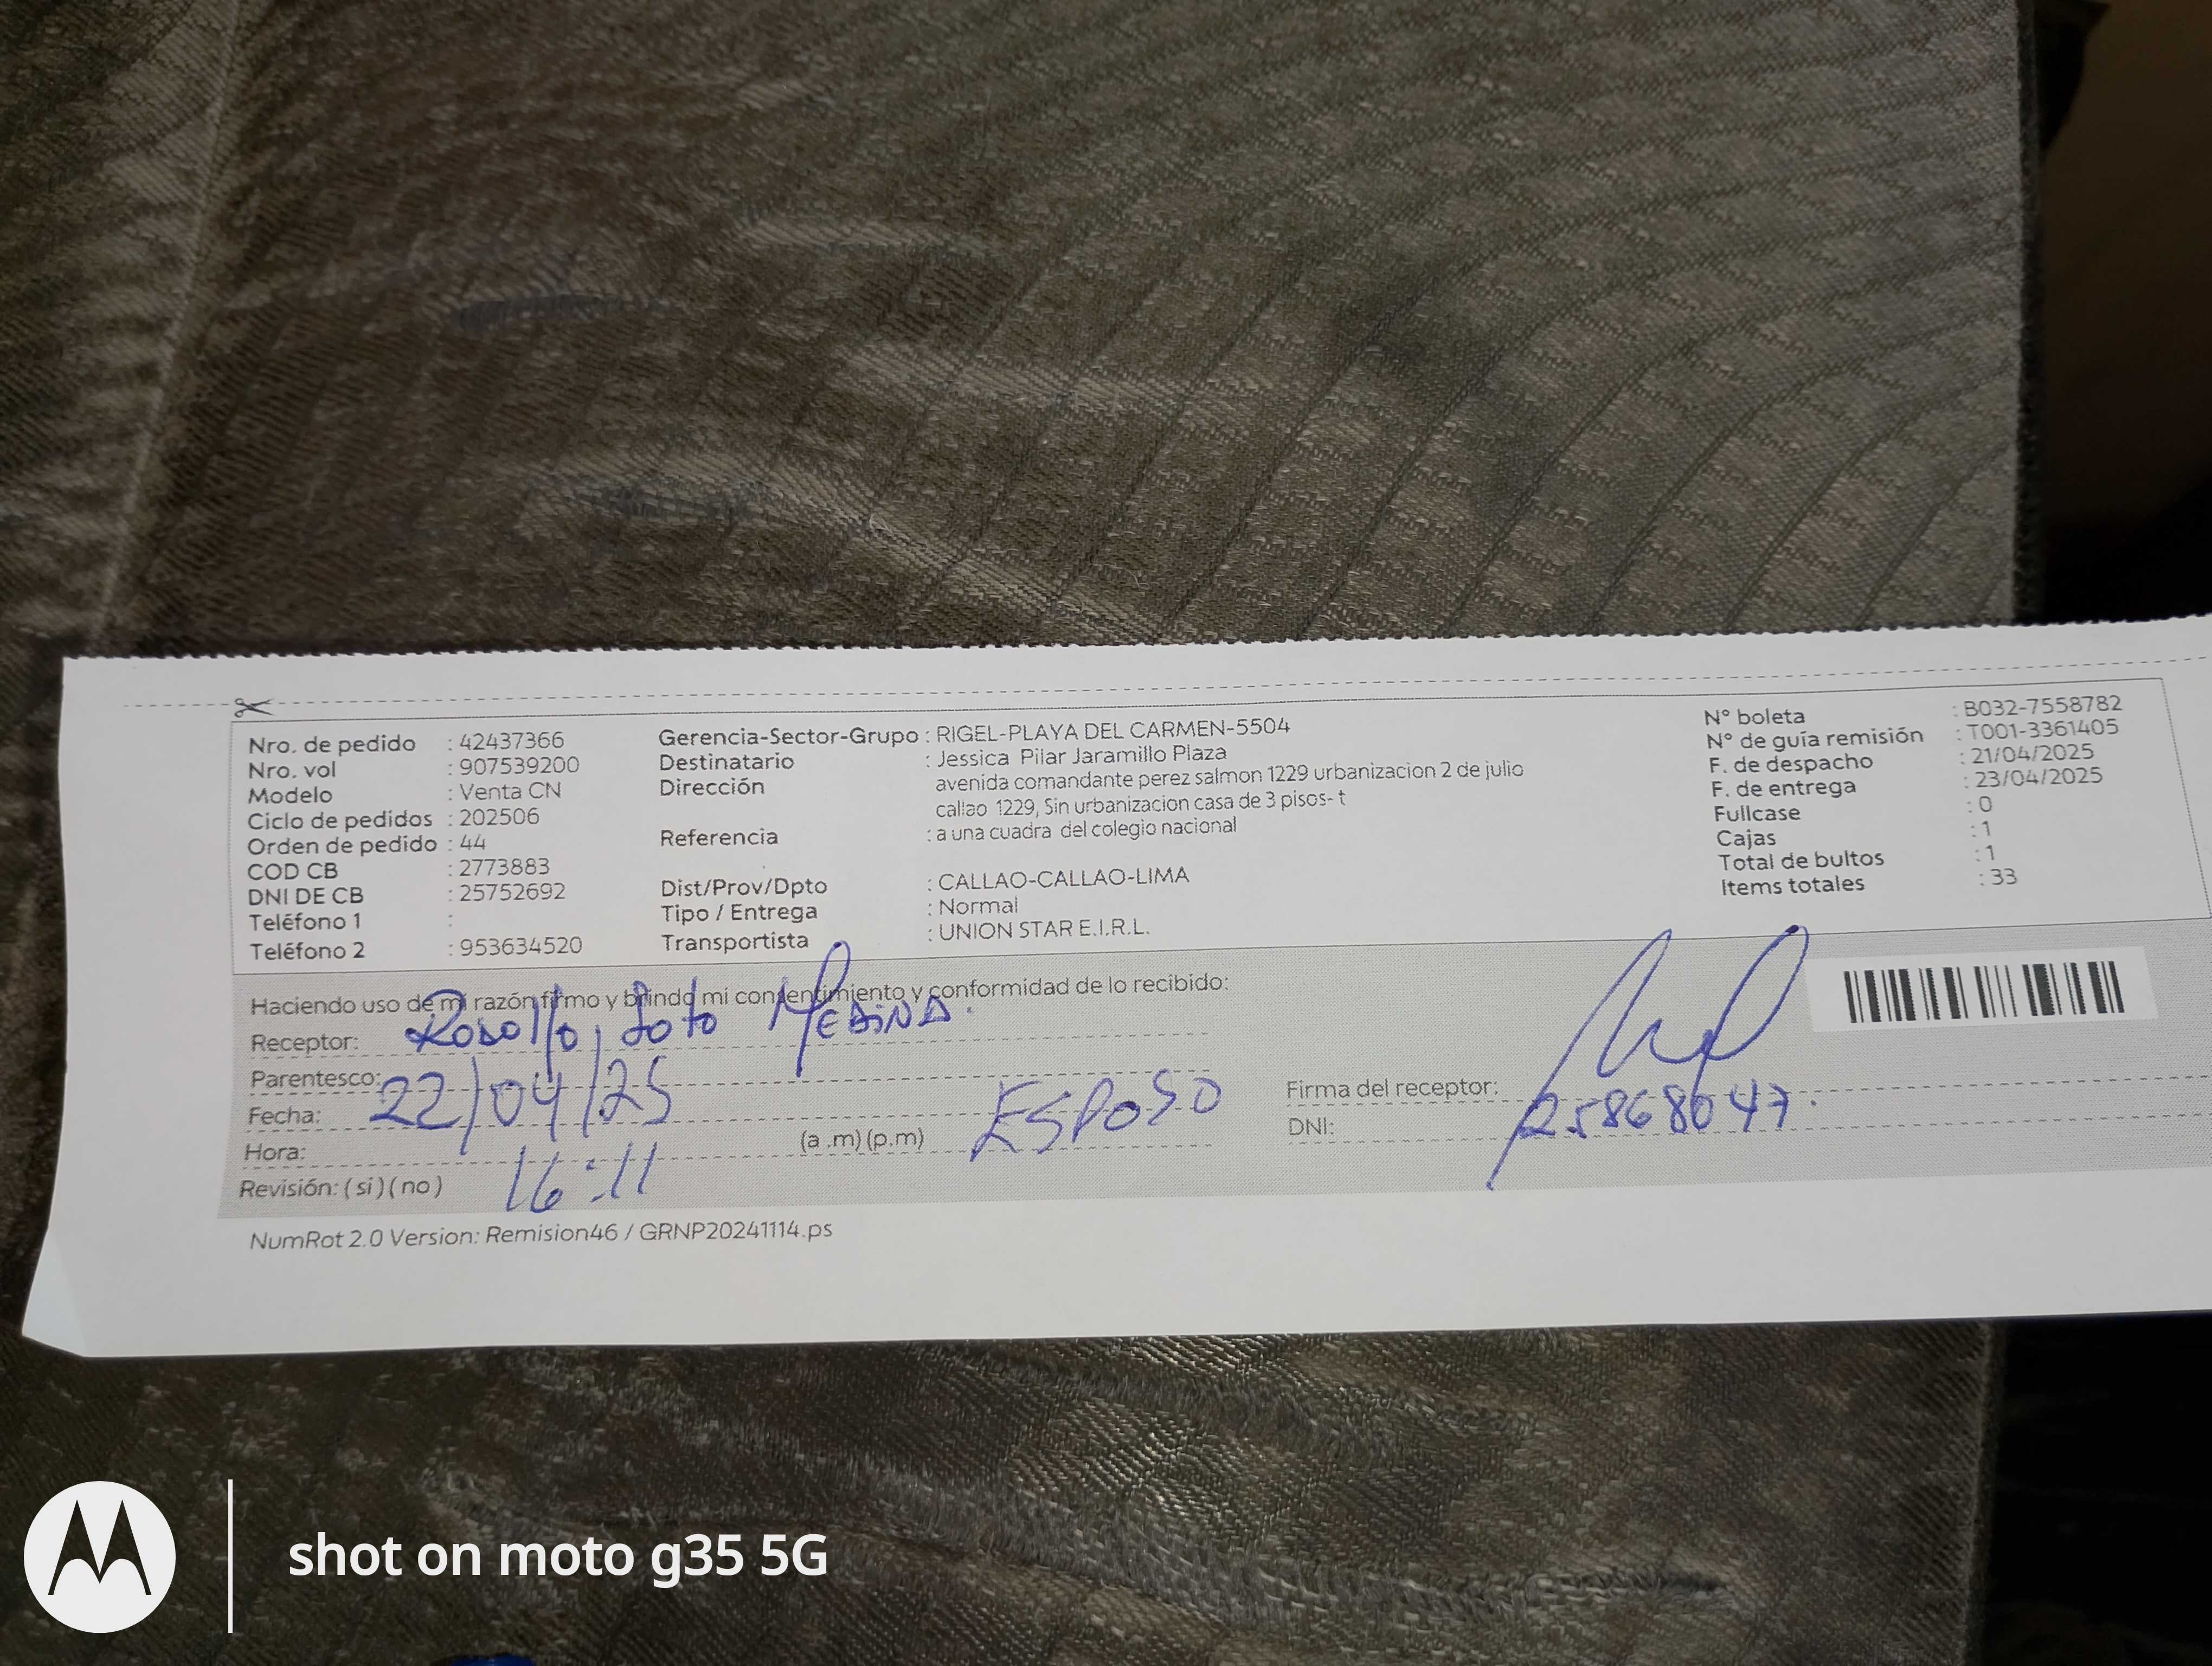 Nro. de pedido : 42437366
Nro. vol : 907539200
Modelo : Venta CN
Ciclo de pedidos : 202506
Orden de pedido : 44
COD CB : 2773883
DNI DE CB : 25752692
Teléfono 1 :
Teléfono 2 : 953634520
Gerencia-Sector-Grupo : RIGEL-PLAYA DEL CARMEN-5504
Destinatario : Jessica Pilar Jaramillo Plaza
Dirección avenida comandante perez salmon 1229 urbanizacion 2 de julio
callao 1229, Sin urbanizacion casa de 3 pisos- t
Referencia : a una cuadra del colegio nacional
Dist/Prov/Dpto : CALLAO-CALLAO-LIMA
Tipo / Entrega : Normal
Transportista : UNION STAR E.I.R.L.
N° boleta : B032-7558782
N° de guía remisión : T001-3361405
F. de despacho : 21/04/2025
F. de entrega : 23/04/2025
Fullcase : 0
Cajas : 1
Total de bultos : 1
Items totales : 33
Haciendo uso de mi razón firmo y brindo mi consentimiento y conformidad de lo recibido:
Receptor: Soto MEDINA.
Parentesco:
Fecha: 22/04/25
ESPOSO
Hora: (a .m) (p.m)
16:11
Revisión: ( si ) ( no )
Firma del receptor:
DNI: 25868047.
NumRot 2.0 Version: Remision46 / GRNP20241114.ps
shot on moto g35 5G